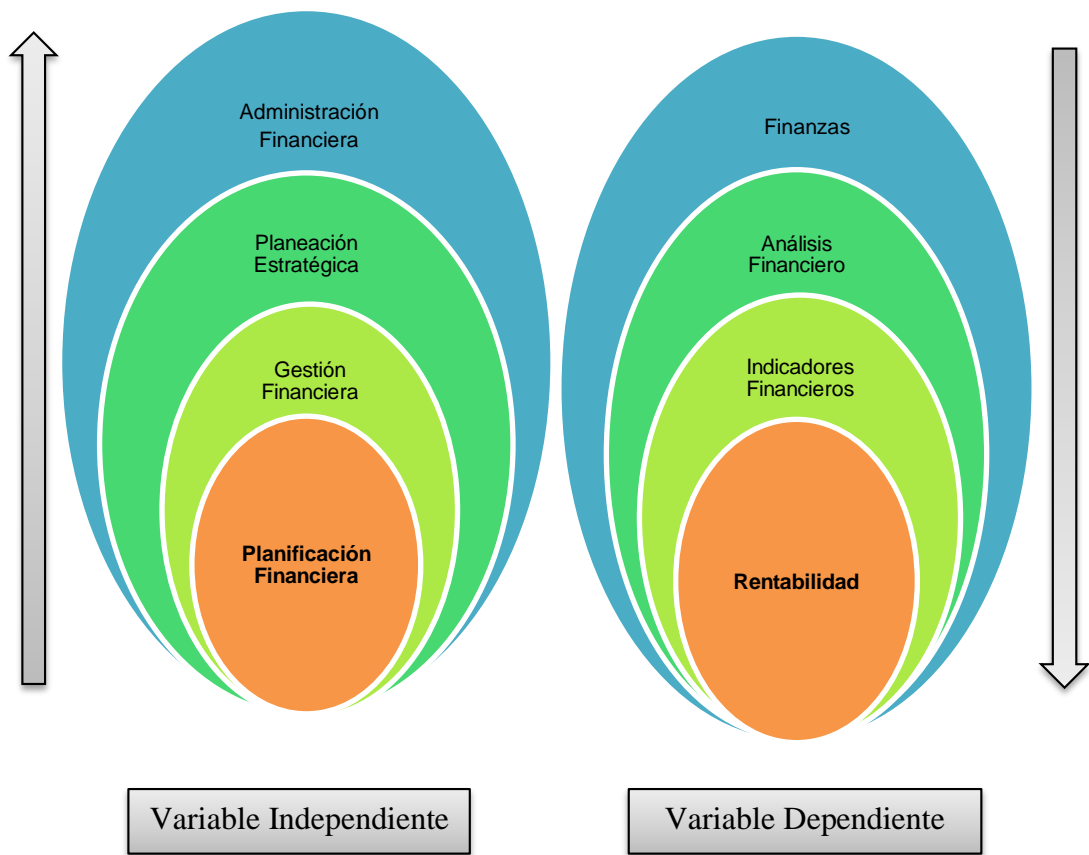 Administración
Financiera
Planeación
Estratégica
Gestión
Financiera
Planificación
Financiera
Variable Independiente
Finanzas
Análisis
Financiero
Indicadores
Financieros
Rentabilidad
Variable Dependiente